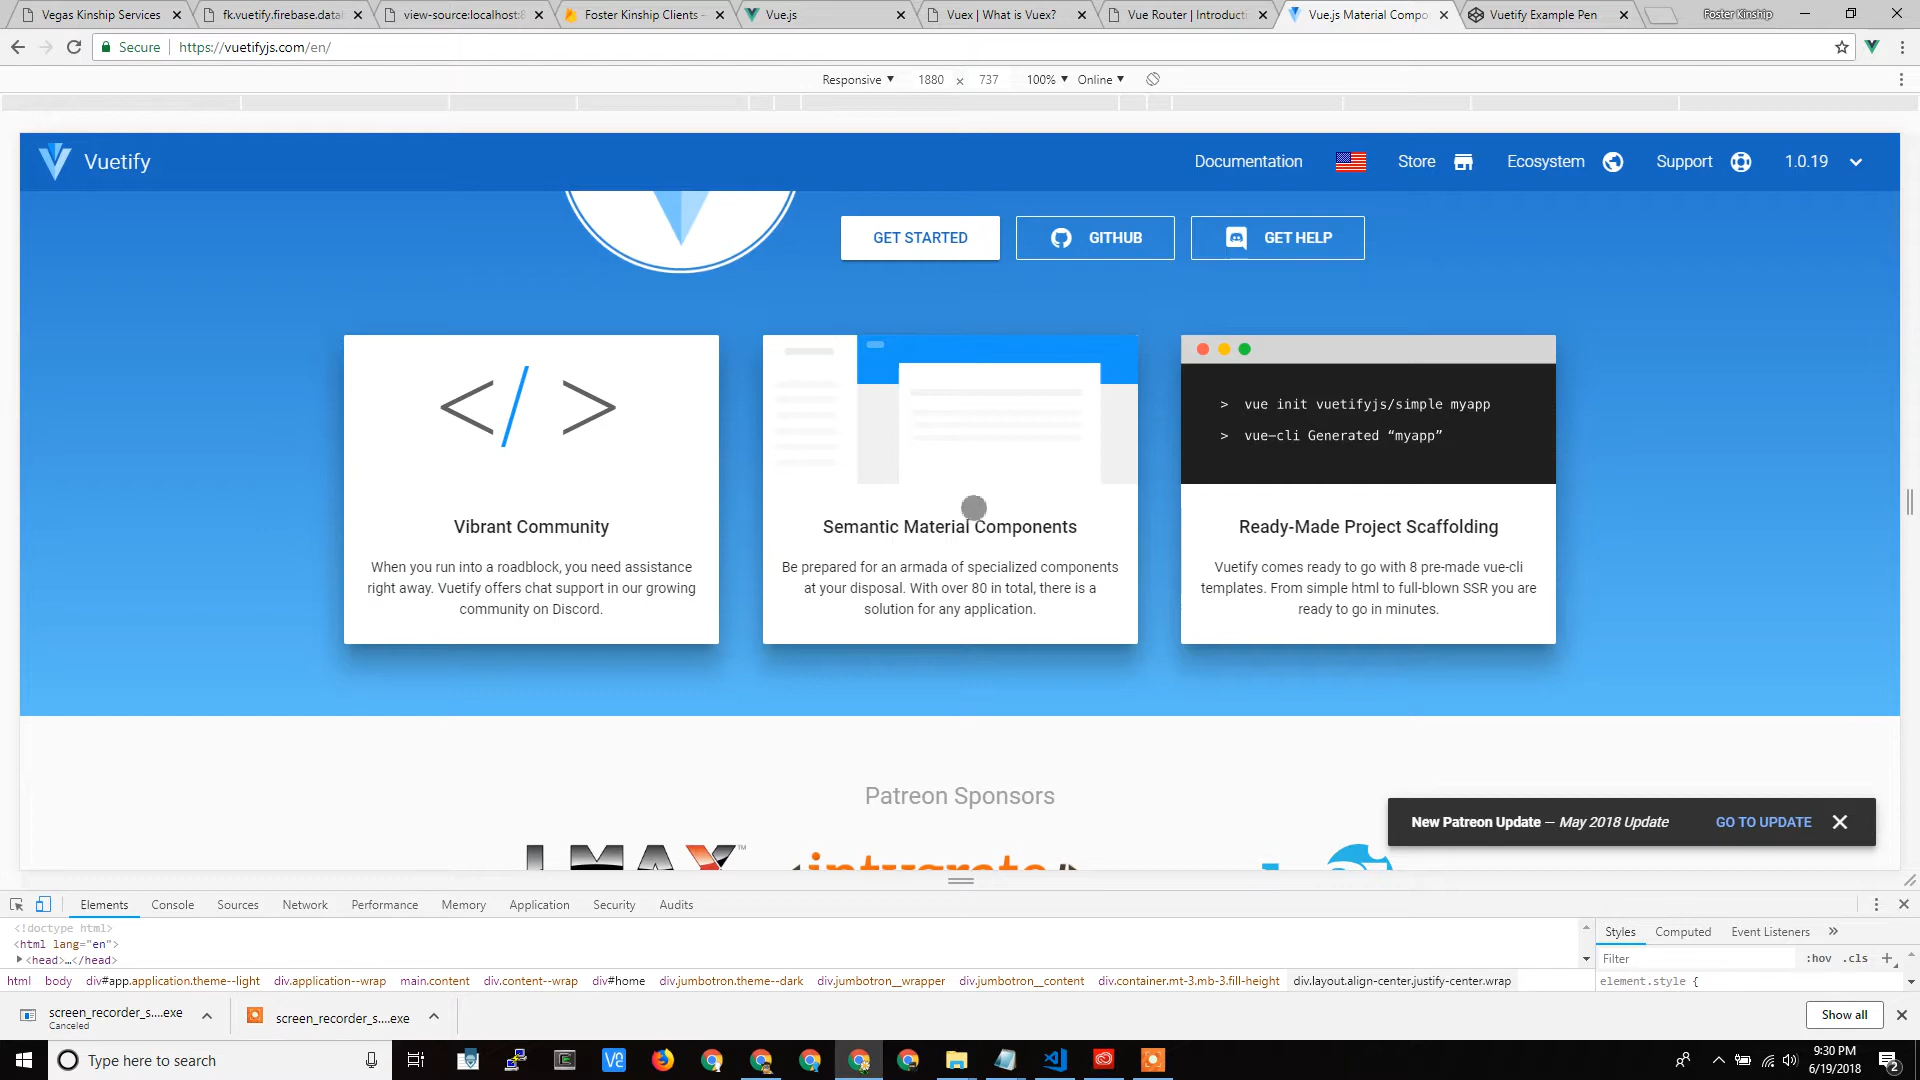 Vegas Kinship Services
fk.vuetify.firebase.datab
view-source:localhost:8
Foster Kinship Clients –
Vue.js
Vuex | What is Vuex?
Vue Router | Introducti
Vue.js Material Compo
Vuetify Example Pen
Foster Kinship
Secure
https://vuetifyjs.com/en/
Responsive ▼ 1880 × 737 100% ▼ Online ▼
Vuetify
Documentation
Store
Ecosystem
Support
1.0.19
GET STARTED
GITHUB
GET HELP
</>
> vue init vuetifyjs/simple myapp
> vue-cli Generated “myapp”
Vibrant Community
When you run into a roadblock, you need assistance
right away. Vuetify offers chat support in our growing
community on Discord.
Semantic Material Components
Be prepared for an armada of specialized components
at your disposal. With over 80 in total, there is a
solution for any application.
Ready-Made Project Scaffolding
Vuetify comes ready to go with 8 pre-made vue-cli
templates. From simple html to full-blown SSR you are
ready to go in minutes.
Patreon Sponsors
New Patreon Update — May 2018 Update
GO TO UPDATE
LMAX™
Elements Console Sources Network Performance Memory Application Security Audits
<!doctype html>
<html lang="en">
▶<head>…</head>
Styles Computed Event Listeners »
Filter :hov .cls +
element.style {
html body div#app.application.theme--light div.application--wrap main.content div.content--wrap div#home div.jumbotron.theme--dark div.jumbotron__wrapper div.jumbotron__content div.container.mt-3.mb-3.fill-height div.layout.align-center.justify-center.wrap
screen_recorder_s....exe
Canceled
screen_recorder_s....exe
Show all
Type here to search
9:30 PM
6/19/2018
2